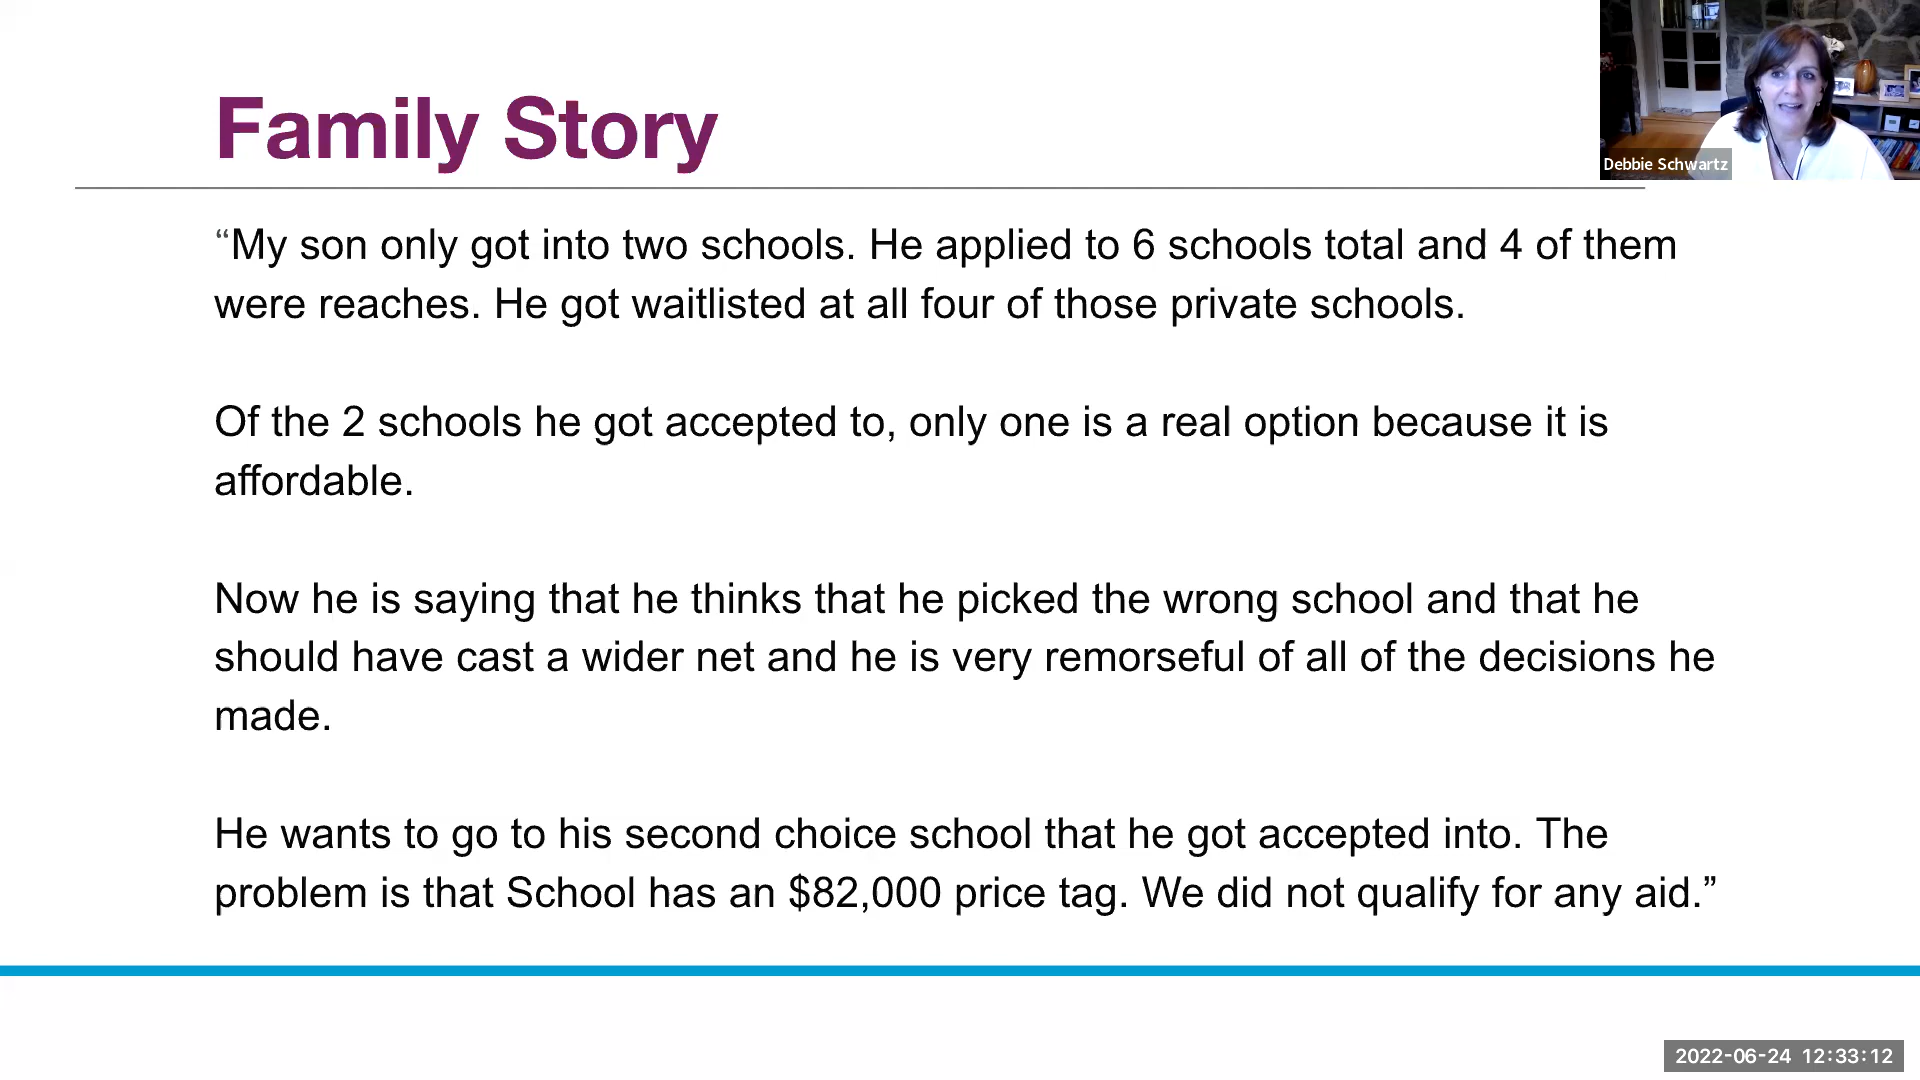 Family Story
Debbie Schwartz
“My son only got into two schools. He applied to 6 schools total and 4 of them
were reaches. He got waitlisted at all four of those private schools.
Of the 2 schools he got accepted to, only one is a real option because it is
affordable.
Now he is saying that he thinks that he picked the wrong school and that he
should have cast a wider net and he is very remorseful of all of the decisions he
made.
He wants to go to his second choice school that he got accepted into. The
problem is that School has an $82,000 price tag. We did not qualify for any aid.”
2022-06-24 12:33:12